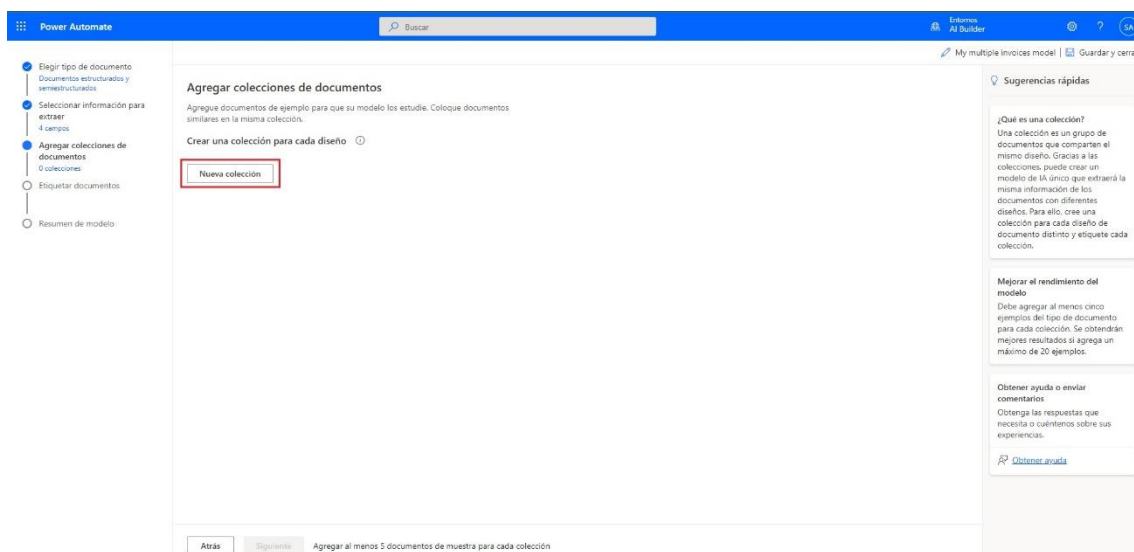 Power Automate
Buscar
Entornos
AI Builder
?
SA
My multiple invoices model | Guardar y cerra
Elegir tipo de documento
Documentos estructurados y
semiestructurados
Seleccionar información para
extraer
4 campos
Agregar colecciones de
documentos
0 colecciones
Etiquetar documentos
Resumen de modelo
Agregar colecciones de documentos
Agregue documentos de ejemplo para que su modelo los estudie. Coloque documentos
similares en la misma colección.
Crear una colección para cada diseño
Nueva colección
Sugerencias rápidas
¿Qué es una colección?
Una colección es un grupo de
documentos que comparten el
mismo diseño. Gracias a las
colecciones, puede crear un
modelo de IA único que extraerá la
misma información de los
documentos con diferentes
diseños. Para ello, cree una
colección para cada diseño de
documento distinto y etiquete cada
colección.
Mejorar el rendimiento del
modelo
Debe agregar al menos cinco
ejemplos del tipo de documento
para cada colección. Se obtendrán
mejores resultados si agrega un
máximo de 20 ejemplos.
Obtener ayuda o enviar
comentarios
Obtenga las respuestas que
necesita o cuéntenos sobre sus
experiencias.
Obtener ayuda
Atrás
Siguiente
Agregar al menos 5 documentos de muestra para cada colección